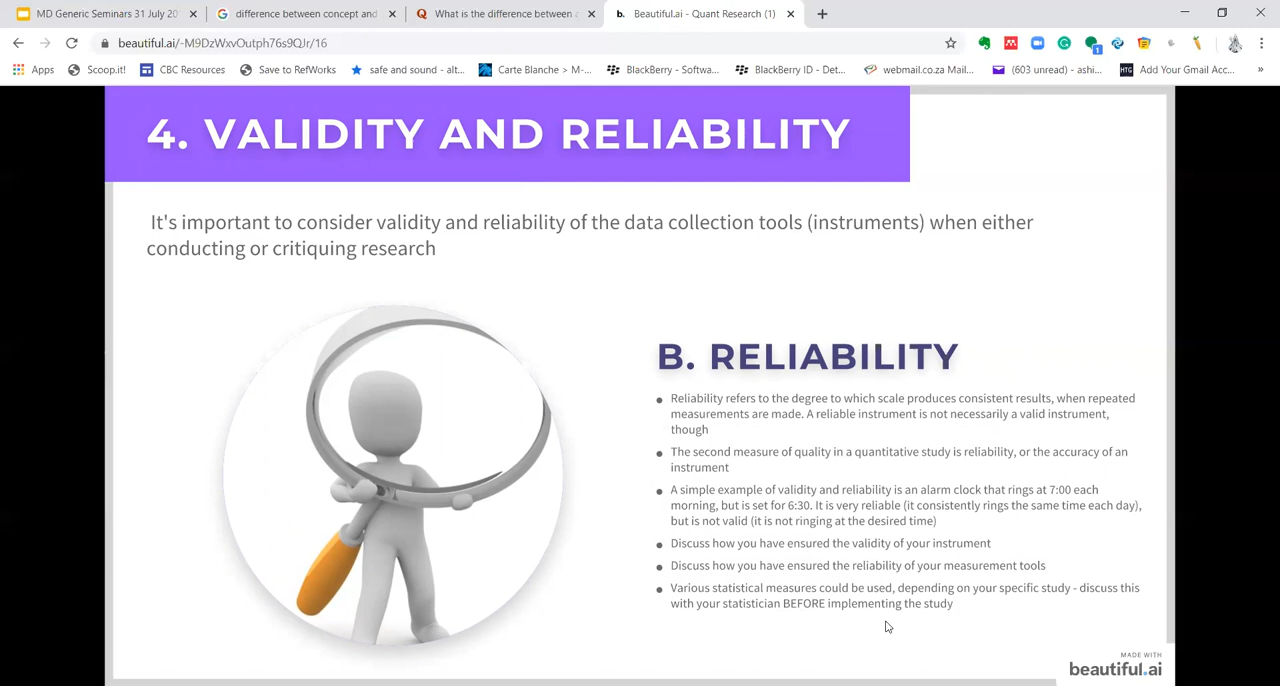 MD Generic Seminars 31 July 20
difference between concept and
What is the difference between
b. Beautiful.ai - Quant Research (1)
beautiful.ai/-M9DzWxvOutph76s9QJr/16
Apps
Scoop.it!
CBC Resources
Save to RefWorks
safe and sound - alt...
Carte Blanche > M-...
BlackBerry - Softwa...
BlackBerry ID - Det...
webmail.co.za Mail...
(603 unread) - ashi...
Add Your Gmail Acc...
4. VALIDITY AND RELIABILITY
It's important to consider validity and reliability of the data collection tools (instruments) when either
conducting or critiquing research
B. RELIABILITY
Reliability refers to the degree to which scale produces consistent results, when repeated
measurements are made. A reliable instrument is not necessarily a valid instrument,
though
The second measure of quality in a quantitative study is reliability, or the accuracy of an
instrument
A simple example of validity and reliability is an alarm clock that rings at 7:00 each
morning, but is set for 6:30. It is very reliable (it consistently rings the same time each day),
but is not valid (it is not ringing at the desired time)
Discuss how you have ensured the validity of your instrument
Discuss how you have ensured the reliability of your measurement tools
Various statistical measures could be used, depending on your specific study - discuss this
with your statistician BEFORE implementing the study
MADE WITH
beautiful.ai